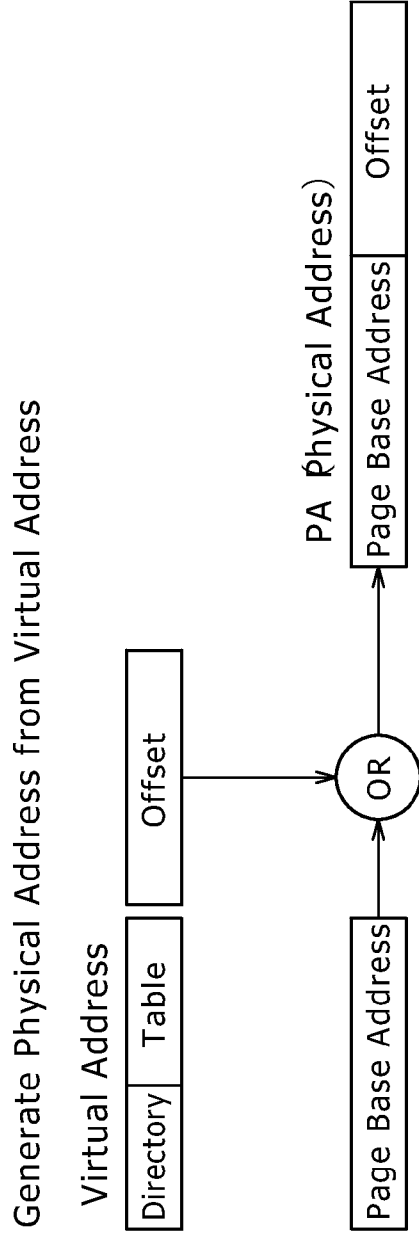 Generate Physical Address from Virtual Address
Virtual Address
Directory Table Offset
PA (Physical Address)
Page Base Address OR Page Base Address Offset